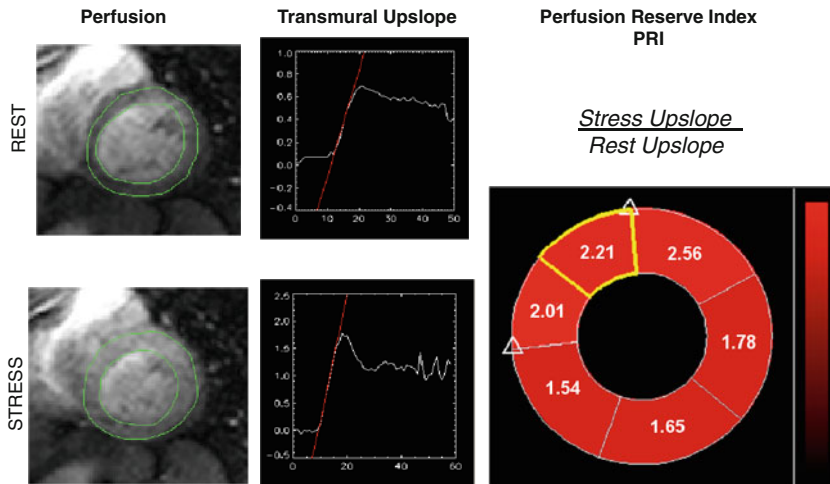 Perfusion
Transmural Upslope
Perfusion Reserve Index
PRI
REST
1.0
0.8
0.6
0.4
0.2
0.0
−0.2
−0.4
0 10 20 30 40 50
Stress Upslope
Rest Upslope
STRESS
2.5
2.0
1.5
1.0
0.5
0.0
−0.5
0 20 40 60
2.21
2.56
2.01
1.78
1.54
1.65